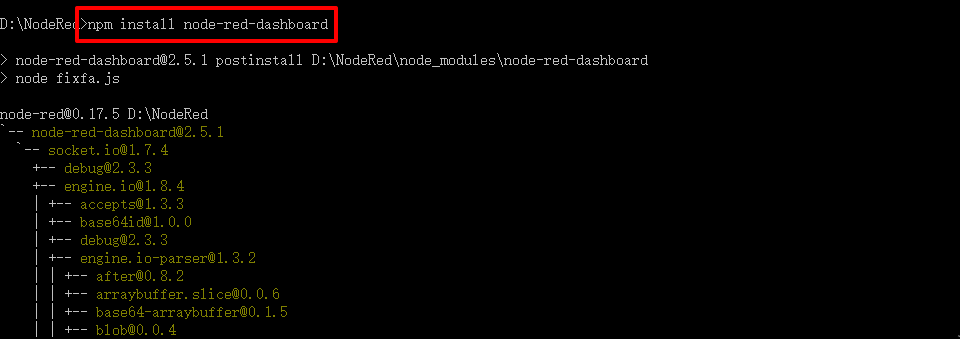 D:\NodeRed>npm install node-red-dashboard
> node-red-dashboard@2.5.1 postinstall D:\NodeRed\node_modules\node-red-dashboard
> node fixfa.js
node-red@0.17.5 D:\NodeRed
`-- node-red-dashboard@2.5.1
  `-- socket.io@1.7.4
    +-- debug@2.3.3
    +-- engine.io@1.8.4
    | +-- accepts@1.3.3
    | +-- base64id@1.0.0
    | +-- debug@2.3.3
    | +-- engine.io-parser@1.3.2
    | | +-- after@0.8.2
    | | +-- arraybuffer.slice@0.0.6
    | | +-- base64-arraybuffer@0.1.5
    | | +-- blob@0.0.4